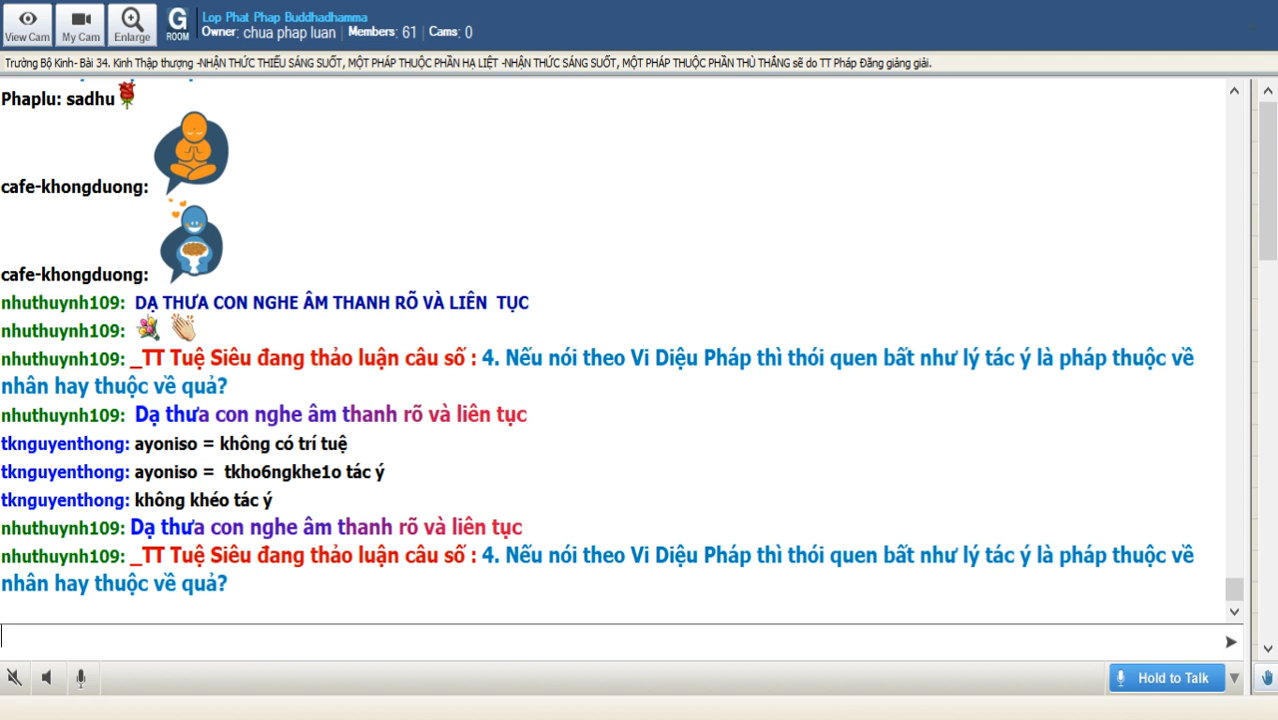 View Cam
My Cam
Enlarge
G
ROOM
Lop Phat Phap Buddhadhamma
Owner: chua phap luan | Members: 61 | Cams: 0
Trường Bộ Kinh- Bài 34. Kinh Thập thượng -NHẬN THỨC THIẾU SÁNG SUỐT, MỘT PHÁP THUỘC PHẦN HẠ LIỆT -NHẬN THỨC SÁNG SUỐT, MỘT PHÁP THUỘC PHẦN THÙ THẮNG sẽ do TT Pháp Đăng giảng giải.
Phaplu: sadhu
cafe-khongduong:
cafe-khongduong:
nhuthuynh109: DẠ THƯA CON NGHE ÂM THANH RÕ VÀ LIÊN TỤC
nhuthuynh109:
nhuthuynh109: _TT Tuệ Siêu đang thảo luận câu số : 4. Nếu nói theo Vi Diệu Pháp thì thói quen bất như lý tác ý là pháp thuộc về
nhân hay thuộc về quả?
nhuthuynh109: Dạ thưa con nghe âm thanh rõ và liên tục
tknguyenthong: ayoniso = không có trí tuệ
tknguyenthong: ayoniso = tkho6ngkhe1o tác ý
tknguyenthong: không khéo tác ý
nhuthuynh109: Dạ thưa con nghe âm thanh rõ và liên tục
nhuthuynh109: _TT Tuệ Siêu đang thảo luận câu số : 4. Nếu nói theo Vi Diệu Pháp thì thói quen bất như lý tác ý là pháp thuộc về
nhân hay thuộc về quả?
Hold to Talk